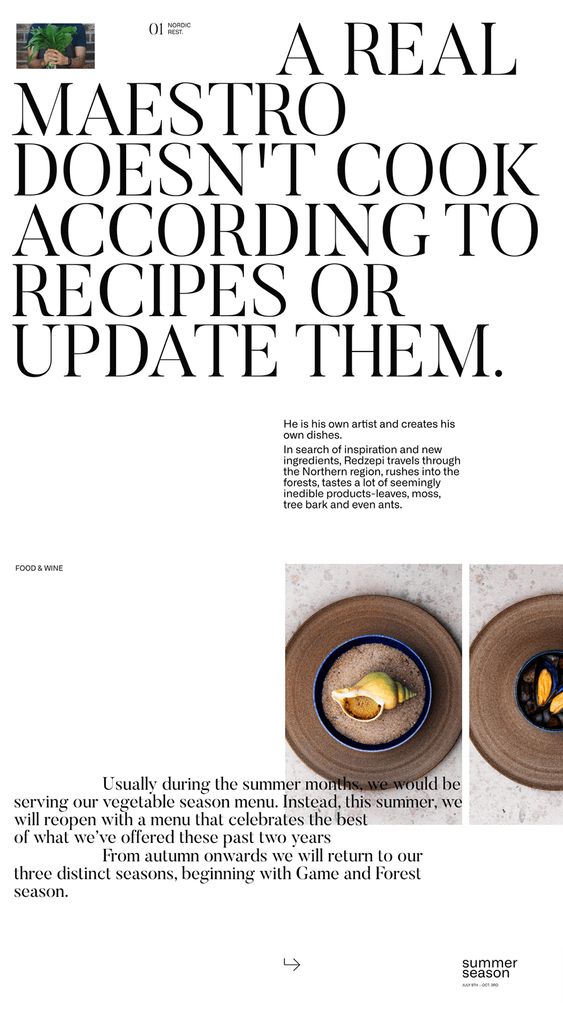 01 NORDIC
REST.
A REAL
MAESTRO
DOESN'T COOK
ACCORDING TO
RECIPES OR
UPDATE THEM.
He is his own artist and creates his
own dishes.
In search of inspiration and new
ingredients, Redzepi travels through
the Northern region, rushes into the
forests, tastes a lot of seemingly
inedible products-leaves, moss,
tree bark and even ants.
FOOD & WINE
Usually during the summer months, we would be
serving our vegetable season menu. Instead, this summer, we
will reopen with a menu that celebrates the best
of what we've offered these past two years
From autumn onwards we will return to our
three distinct seasons, beginning with Game and Forest
season.
summer
season
JULY 8TH - OCT. 3RD